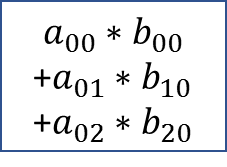 a₀₀ * b₀₀
+a₀₁ * b₁₀
+a₀₂ * b₂₀